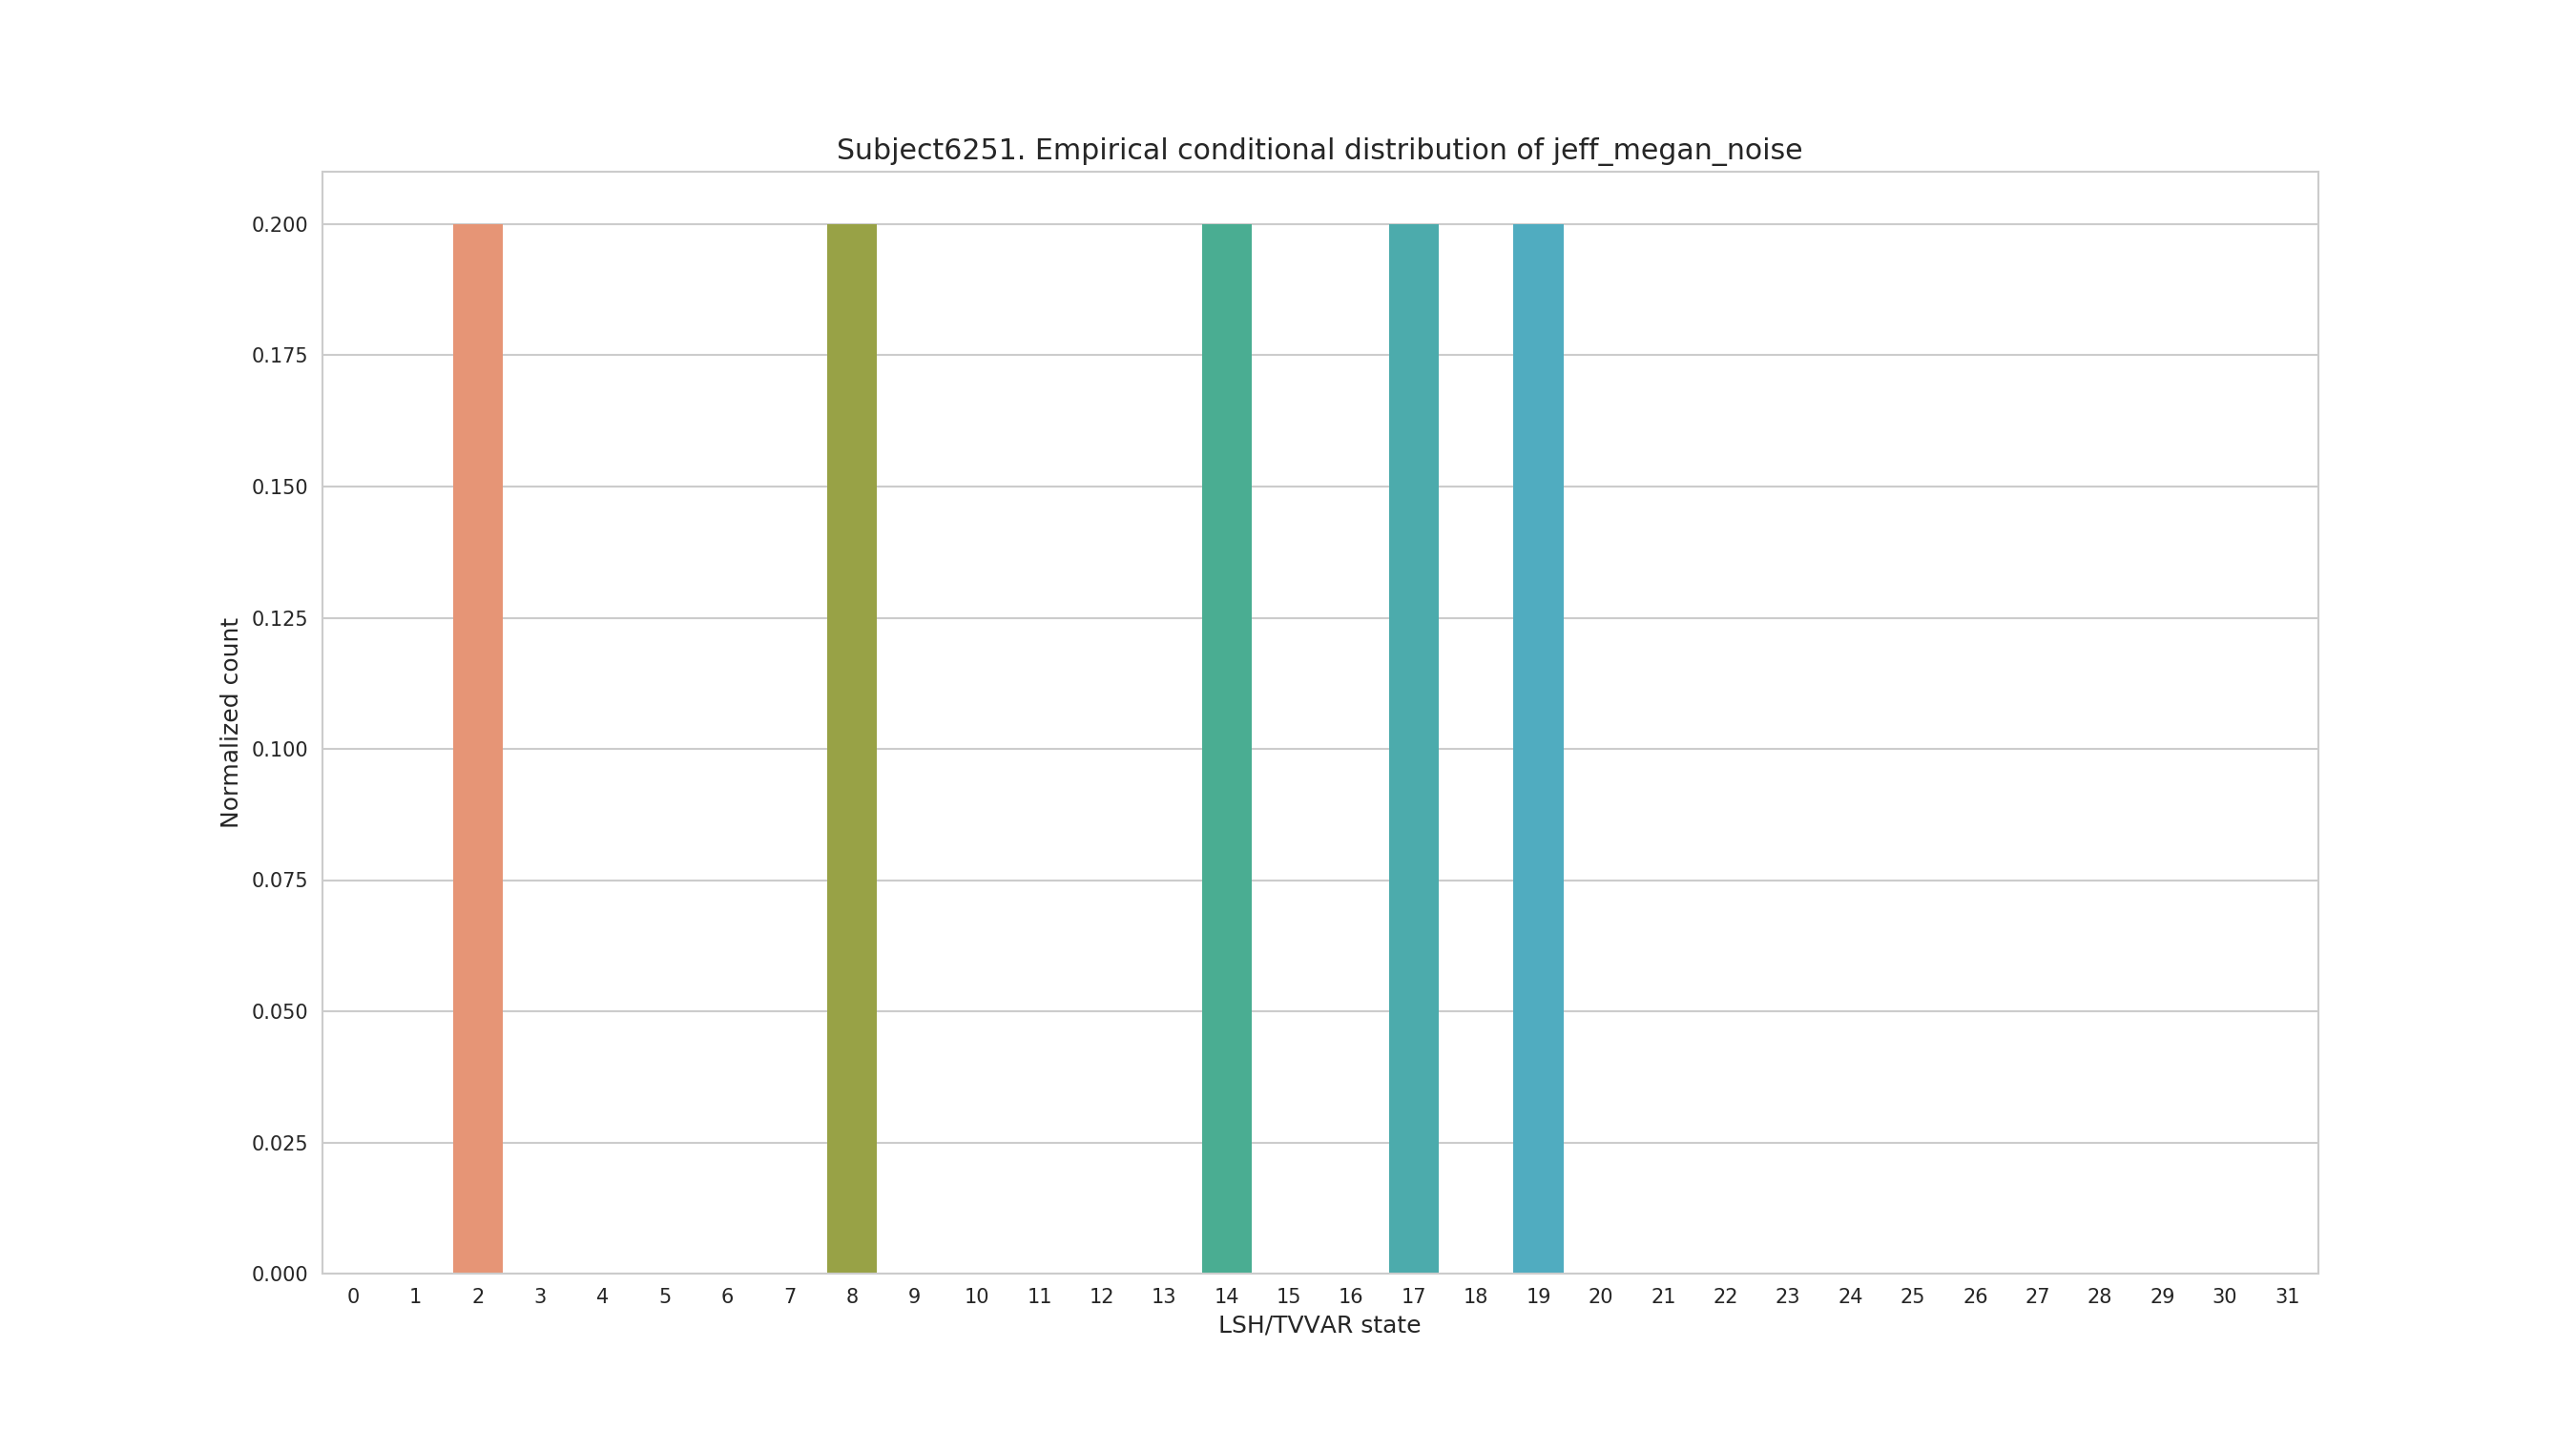 Subject6251. Empirical conditional distribution of jeff_megan_noise
0.200
0.175
0.150
0.125
0.100
0.075
0.050
0.025
0.000
Normalized count
0 1 2 3 4 5 6 7 8 9 10 11 12 13 14 15 16 17 18 19 20 21 22 23 24 25 26 27 28 29 30 31
LSH/TVVAR state